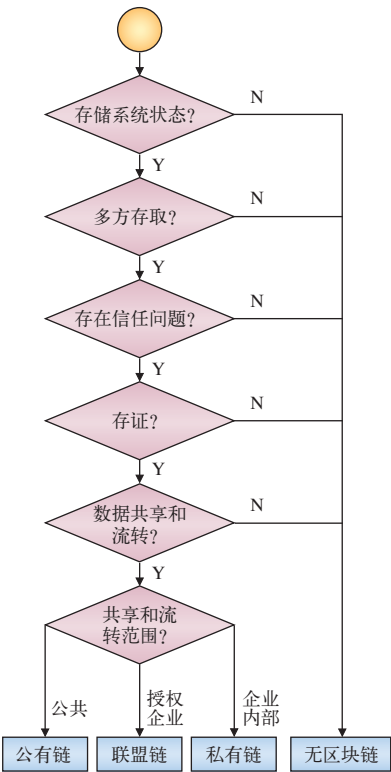 存储系统状态?
N
Y
多方存取?
N
Y
存在信任问题?
N
Y
存证?
N
Y
数据共享和
流转?
N
Y
共享和流
转范围?
公共
授权
企业
企业
内部
公有链
联盟链
私有链
无区块链